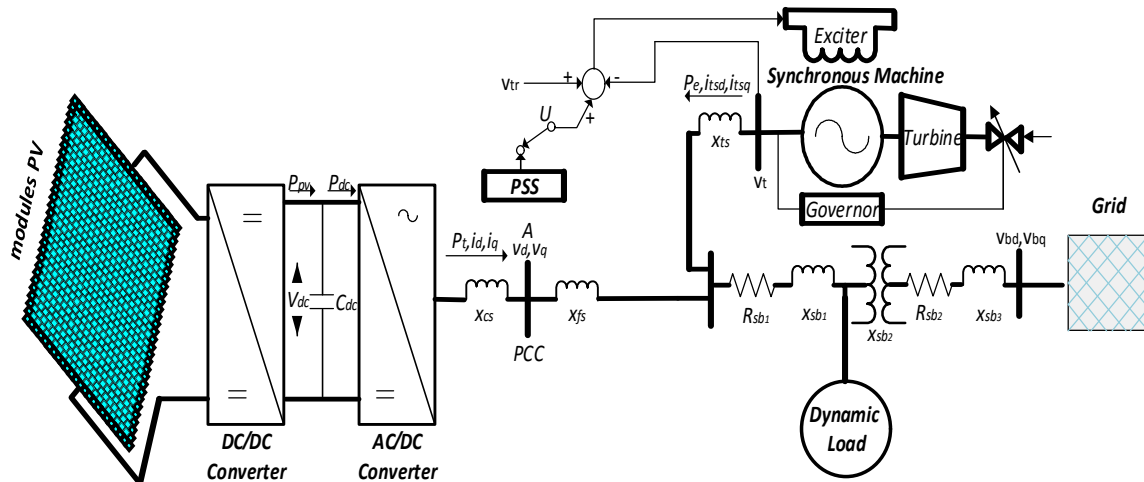 modules PV
DC/DC
Converter
AC/DC
Converter
Ppv
Pdc
Vdc
Cdc
~
Pt,id,iq
xcs
A
vd,vq
PCC
xfs
vtr
+
-
+
U
PSS
Exciter
Synchronous Machine
Pe,itsd,itsq
xts
vt
Turbine
Governor
Rsb1
xsb1
xsb2
Rsb2
xsb3
vbd,vbq
Grid
Dynamic
Load